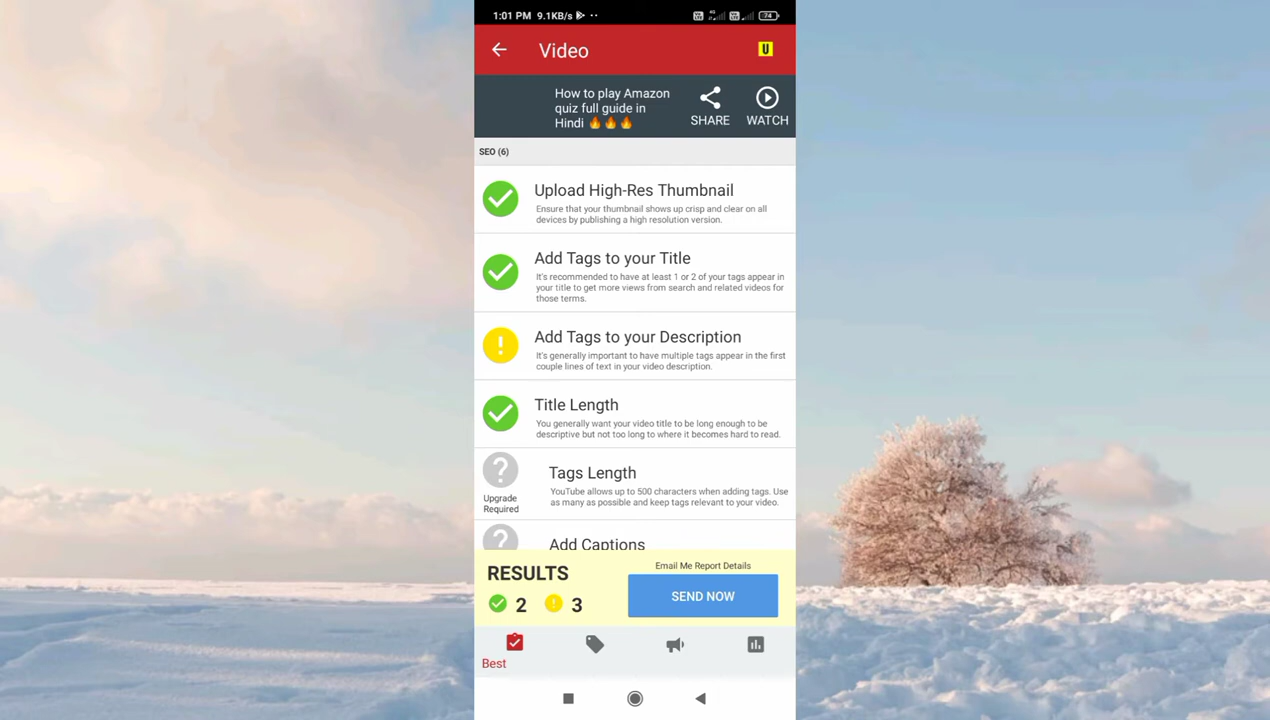 1:01 PM 9.1KB/s
74
Video
U
How to play Amazon
quiz full guide in
Hindi 🔥🔥🔥
SHARE
WATCH
SEO (6)
Upload High-Res Thumbnail
Ensure that your thumbnail shows up crisp and clear on all
devices by publishing a high resolution version.
Add Tags to your Title
It's recommended to have at least 1 or 2 of your tags appear in
your title to get more views from search and related videos for
those terms.
Add Tags to your Description
It's generally important to have multiple tags appear in the first
couple lines of text in your video description.
Title Length
You generally want your video title to be long enough to be
descriptive but not too long to where it becomes hard to read.
Tags Length
Upgrade
Required
YouTube allows up to 500 characters when adding tags. Use
as many as possible and keep tags relevant to your video.
Add Captions
RESULTS
2
3
Email Me Report Details
SEND NOW
Best